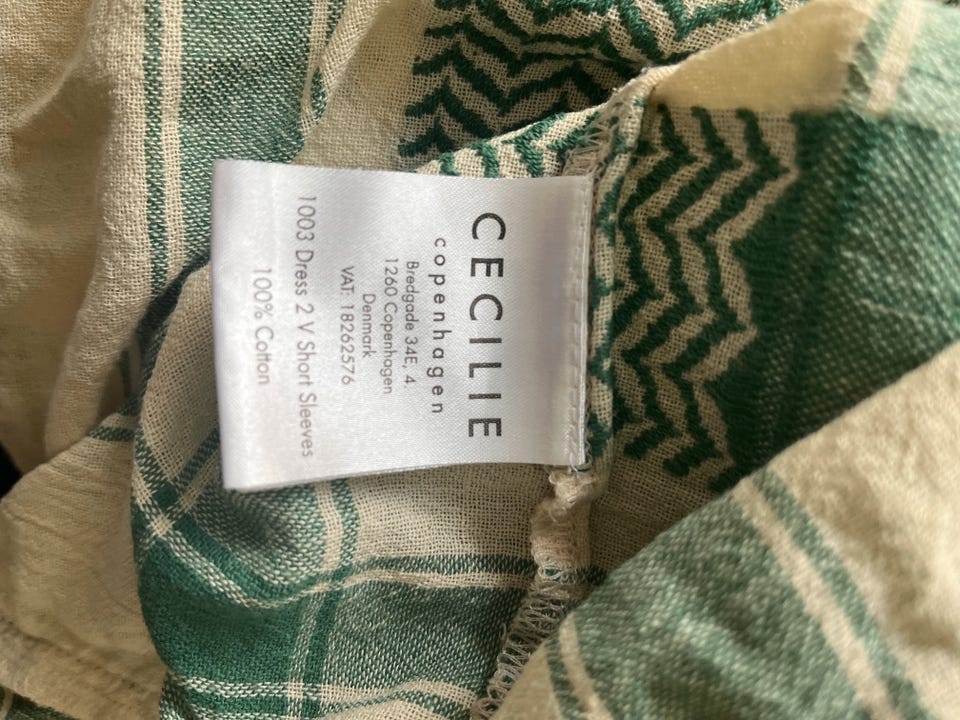 CECILIE
copenhagen
Bredgade 34E, 4.
1260 Copenhagen
Denmark
VAT: 18262576
1003 Dress 2 V Short Sleeves
100% Cotton